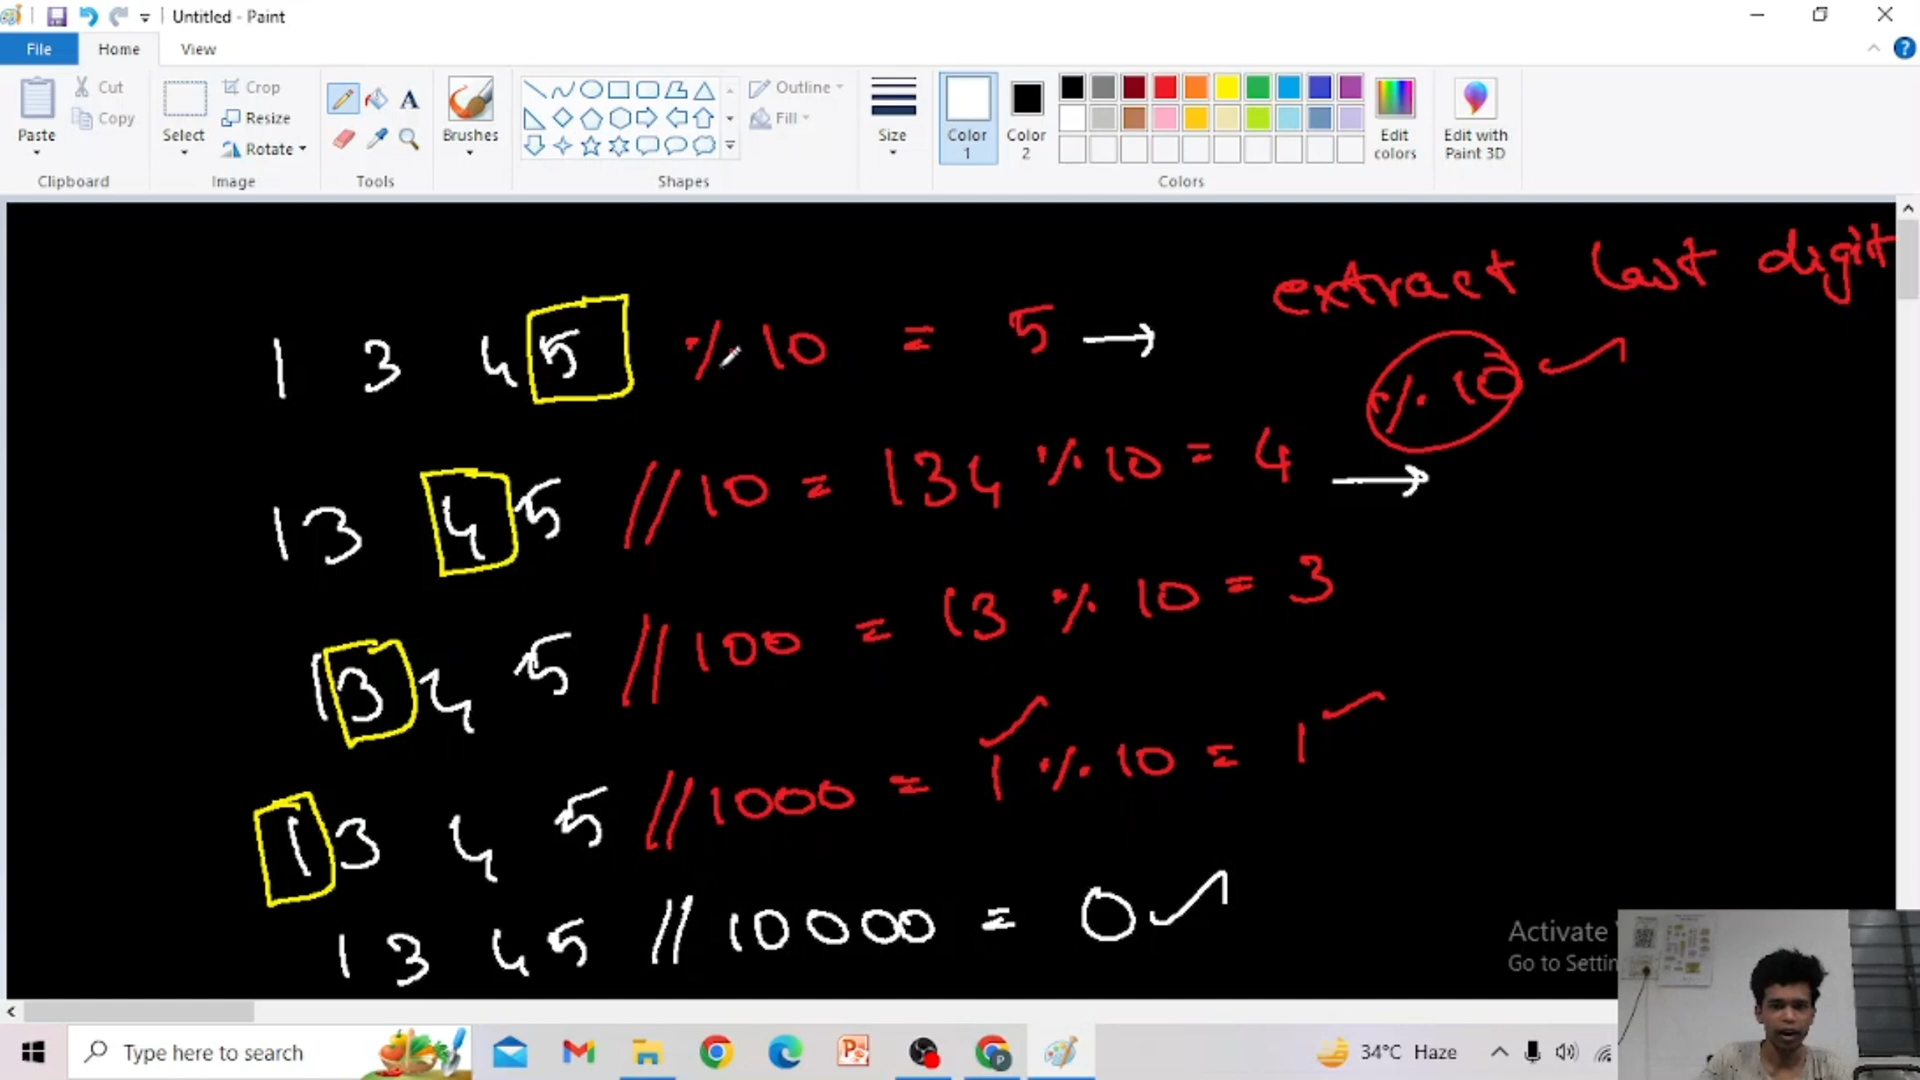 Untitled - Paint
File Home View
Paste
Cut
Copy
Clipboard
Select
Crop
Resize
Rotate
Image
Tools
Brushes
Shapes
Outline
Fill
Size
Color 1
Color 2
Colors
Edit colors
Edit with Paint 3D
extract last digit
1 3 4 5 % 10 = 5 →
% 10 ✓
1 3 4 5 // 10 = 134 % 10 = 4 →
1 3 4 5 // 100 = 13 % 10 = 3
1 3 4 5 // 1000 = 1 % 10 = 1
1 3 4 5 // 10000 = 0 ✓
Activate
Go to Settin
Type here to search
34°C Haze